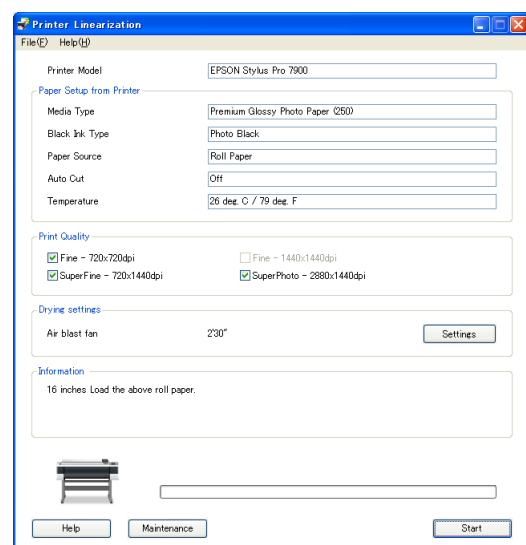 Printer Linearization
File(F) Help(H)
Printer Model EPSON Stylus Pro 7900
Paper Setup from Printer
Media Type Premium Glossy Photo Paper (250)
Black Ink Type Photo Black
Paper Source Roll Paper
Auto Cut Off
Temperature 26 deg. C / 79 deg. F
Print Quality
Fine - 720x720dpi Fine - 1440x1440dpi
SuperFine - 720x1440dpi SuperPhoto - 2880x1440dpi
Drying settings
Air blast fan 2'30" Settings
Information
16 inches Load the above roll paper.
Help Maintenance Start